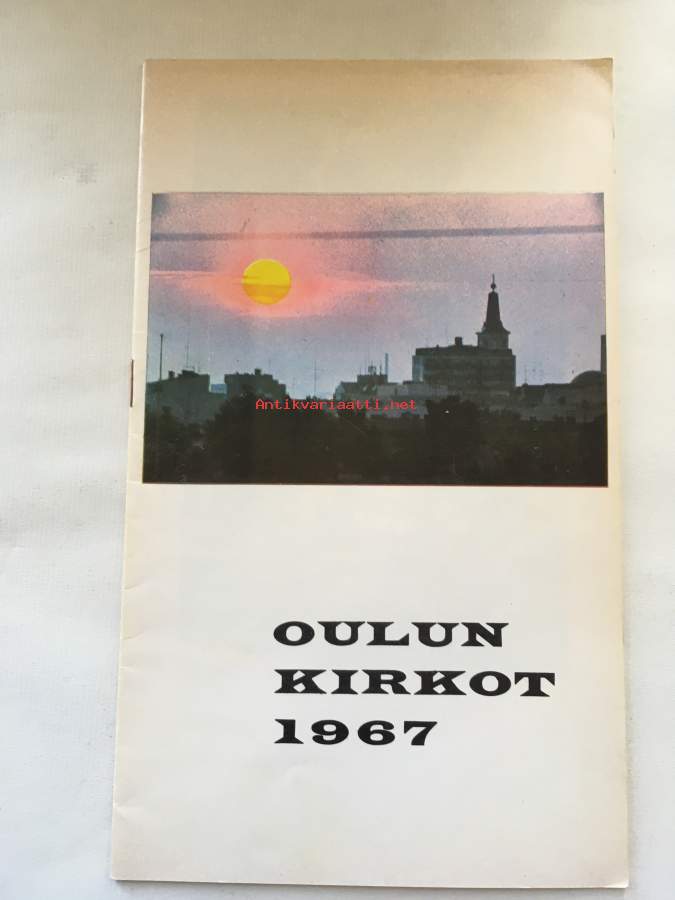 Antikvariaatti.net
OULUN
KIRKOT
1967